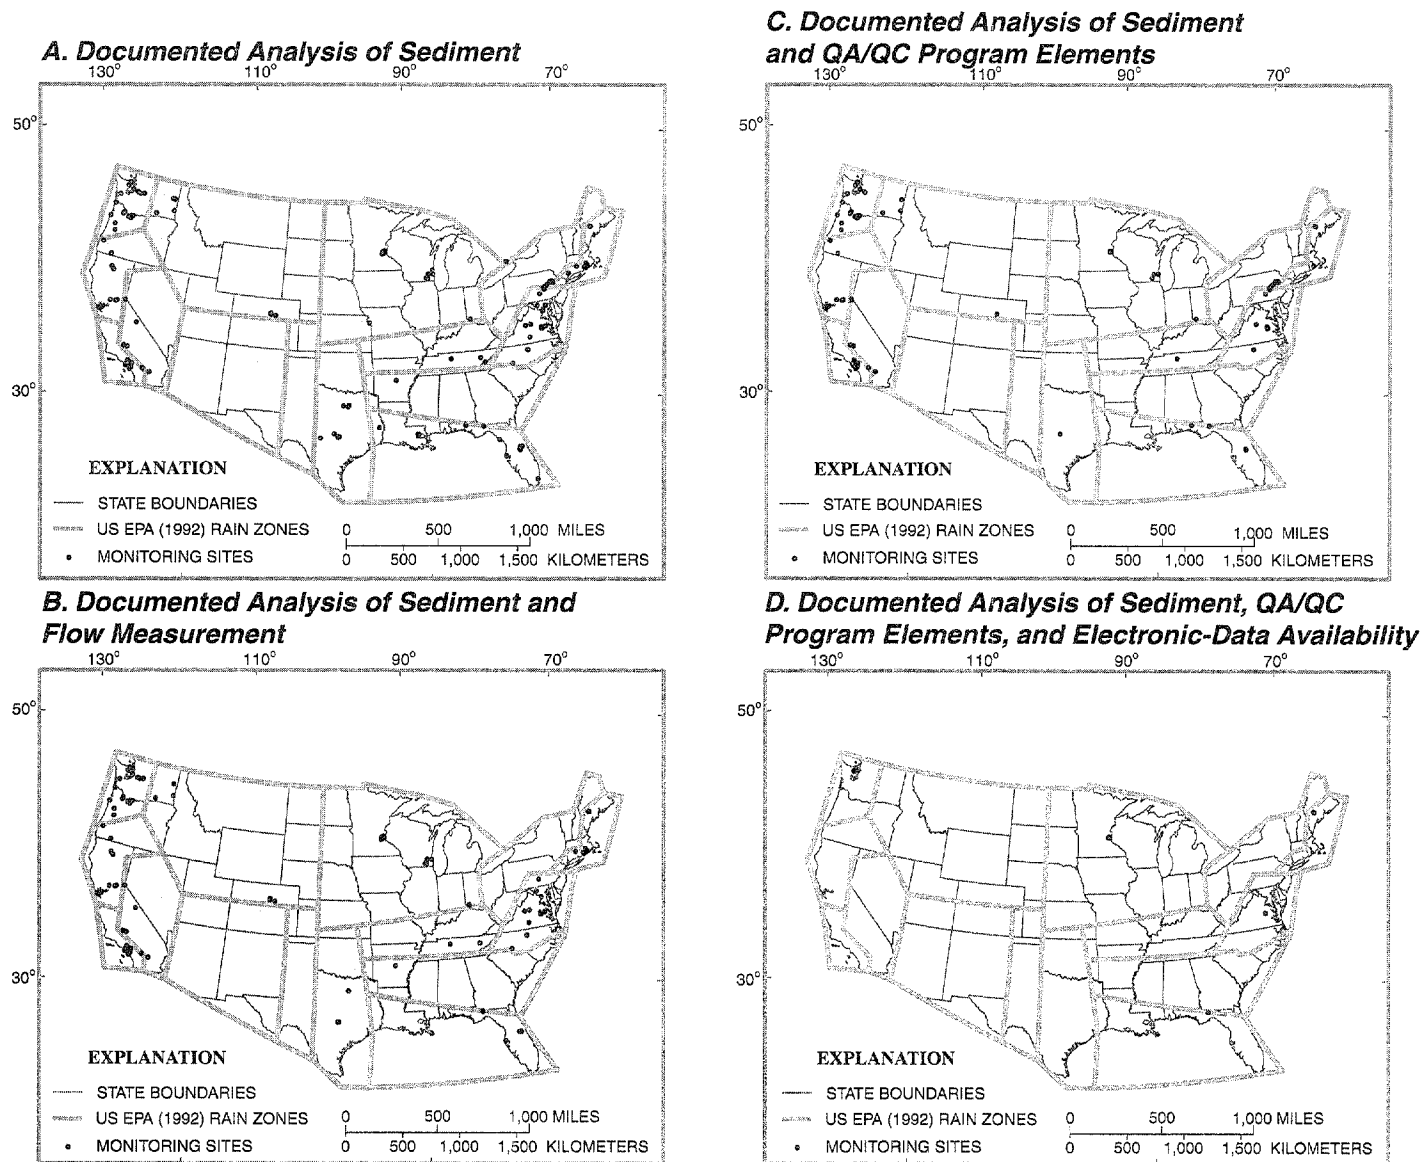 A. Documented Analysis of Sediment
130° 110° 90° 70°
50°
30°
EXPLANATION
STATE BOUNDARIES
US EPA (1992) RAIN ZONES
MONITORING SITES
0 500 1,000 MILES
0 500 1,000 1,500 KILOMETERS
C. Documented Analysis of Sediment
and QA/QC Program Elements
130° 110° 90° 70°
50°
30°
EXPLANATION
STATE BOUNDARIES
US EPA (1992) RAIN ZONES
MONITORING SITES
0 500 1,000 MILES
0 500 1,000 1,500 KILOMETERS
B. Documented Analysis of Sediment and
Flow Measurement
130° 110° 90° 70°
50°
30°
EXPLANATION
STATE BOUNDARIES
US EPA (1992) RAIN ZONES
MONITORING SITES
0 500 1,000 MILES
0 500 1,000 1,500 KILOMETERS
D. Documented Analysis of Sediment, QA/QC
Program Elements, and Electronic-Data Availability
130° 110° 90° 70°
50°
30°
EXPLANATION
STATE BOUNDARIES
US EPA (1992) RAIN ZONES
MONITORING SITES
0 500 1,000 MILES
0 500 1,000 1,500 KILOMETERS